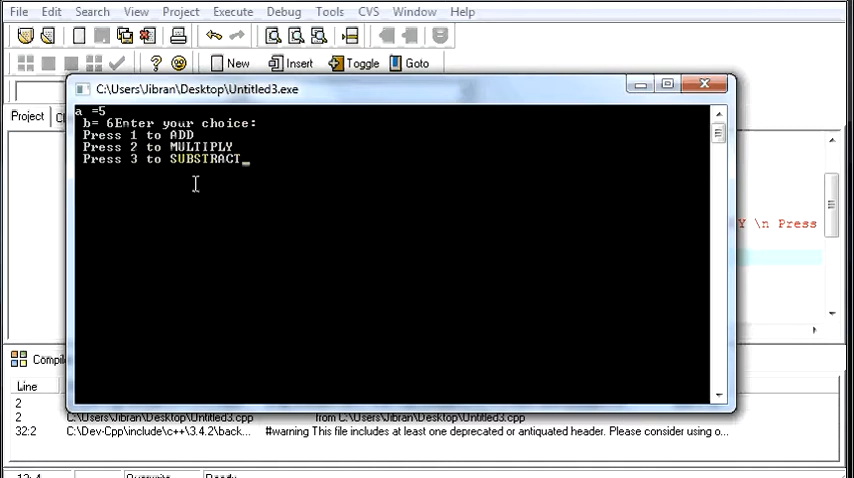 File Edit Search View Project Execute Debug Tools CVS Window Help
New Insert Toggle Goto
C:\Users\Jibran\Desktop\Untitled3.exe
Project
a =5
b= 6Enter your choice:
Press 1 to ADD
Press 2 to MULTIPLY
Press 3 to SUBSTRACT_
Y \n Press
Line
2
2 C:\Users\Jibran\Desktop\Untitled3.cpp from C:\Users\Jibran\Desktop\Untitled3.cpp.
32:2 C:\Dev-Cpp\include\c++\3.4.2\back... #warning This file includes at least one deprecated or antiquated header. Please consider using o...